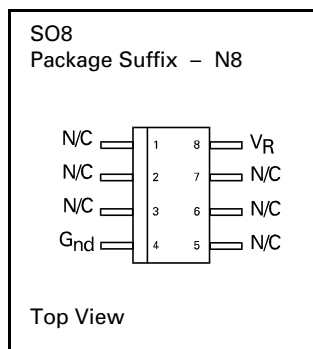 SO8
Package Suffix – N8
N/C 1 8 VR
N/C 2 7 N/C
N/C 3 6 N/C
Gnd 4 5 N/C
Top View